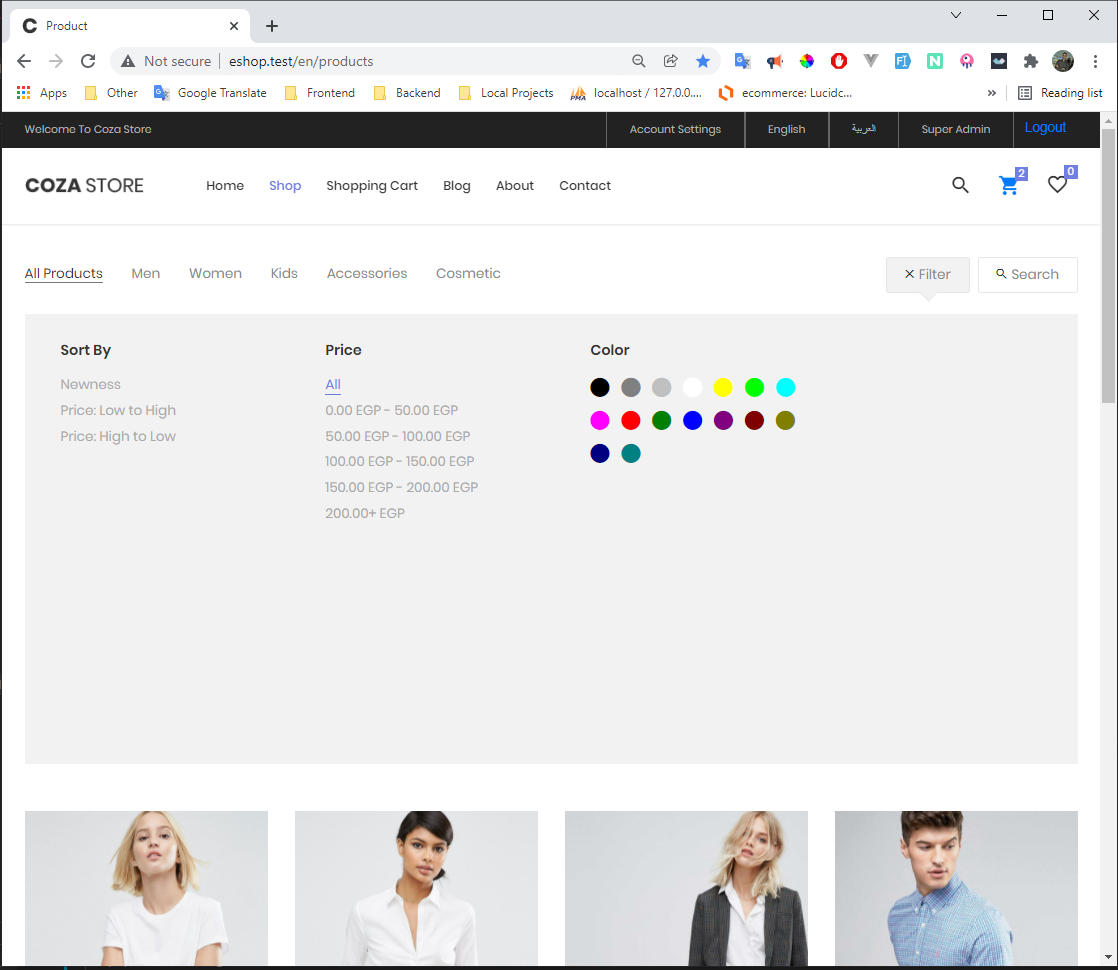 Product
Not secure eshop.test/en/products
Apps Other Google Translate Frontend Backend Local Projects localhost / 127.0.0.... ecommerce: Lucidc... » Reading list
Welcome To Coza Store Account Settings English العربية Super Admin Logout
COZA STORE Home Shop Shopping Cart Blog About Contact 2 0
All Products Men Women Kids Accessories Cosmetic Filter Search
Sort By Price Color
Newness All
Price: Low to High 0.00 EGP - 50.00 EGP
Price: High to Low 50.00 EGP - 100.00 EGP
100.00 EGP - 150.00 EGP
150.00 EGP - 200.00 EGP
200.00+ EGP